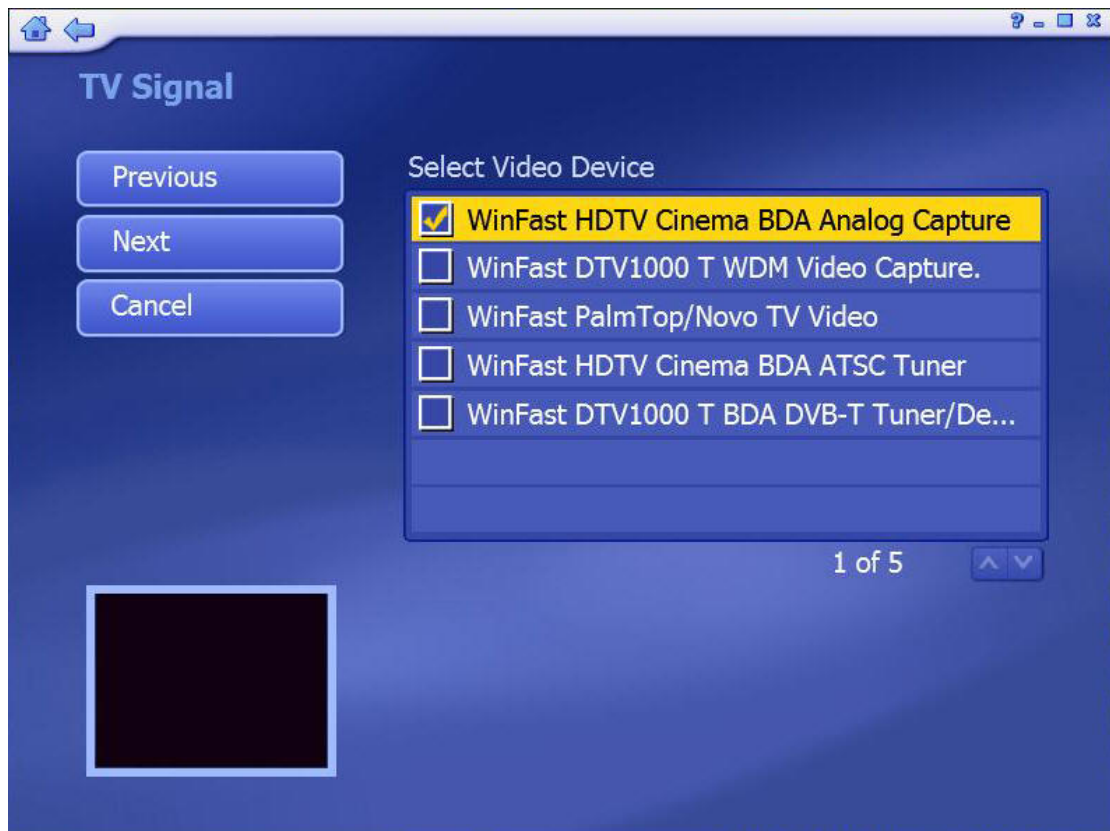 ?
TV Signal
Previous
Next
Cancel
Select Video Device
WinFast HDTV Cinema BDA Analog Capture
WinFast DTV1000 T WDM Video Capture.
WinFast PalmTop/Novo TV Video
WinFast HDTV Cinema BDA ATSC Tuner
WinFast DTV1000 T BDA DVB-T Tuner/De...
1 of 5